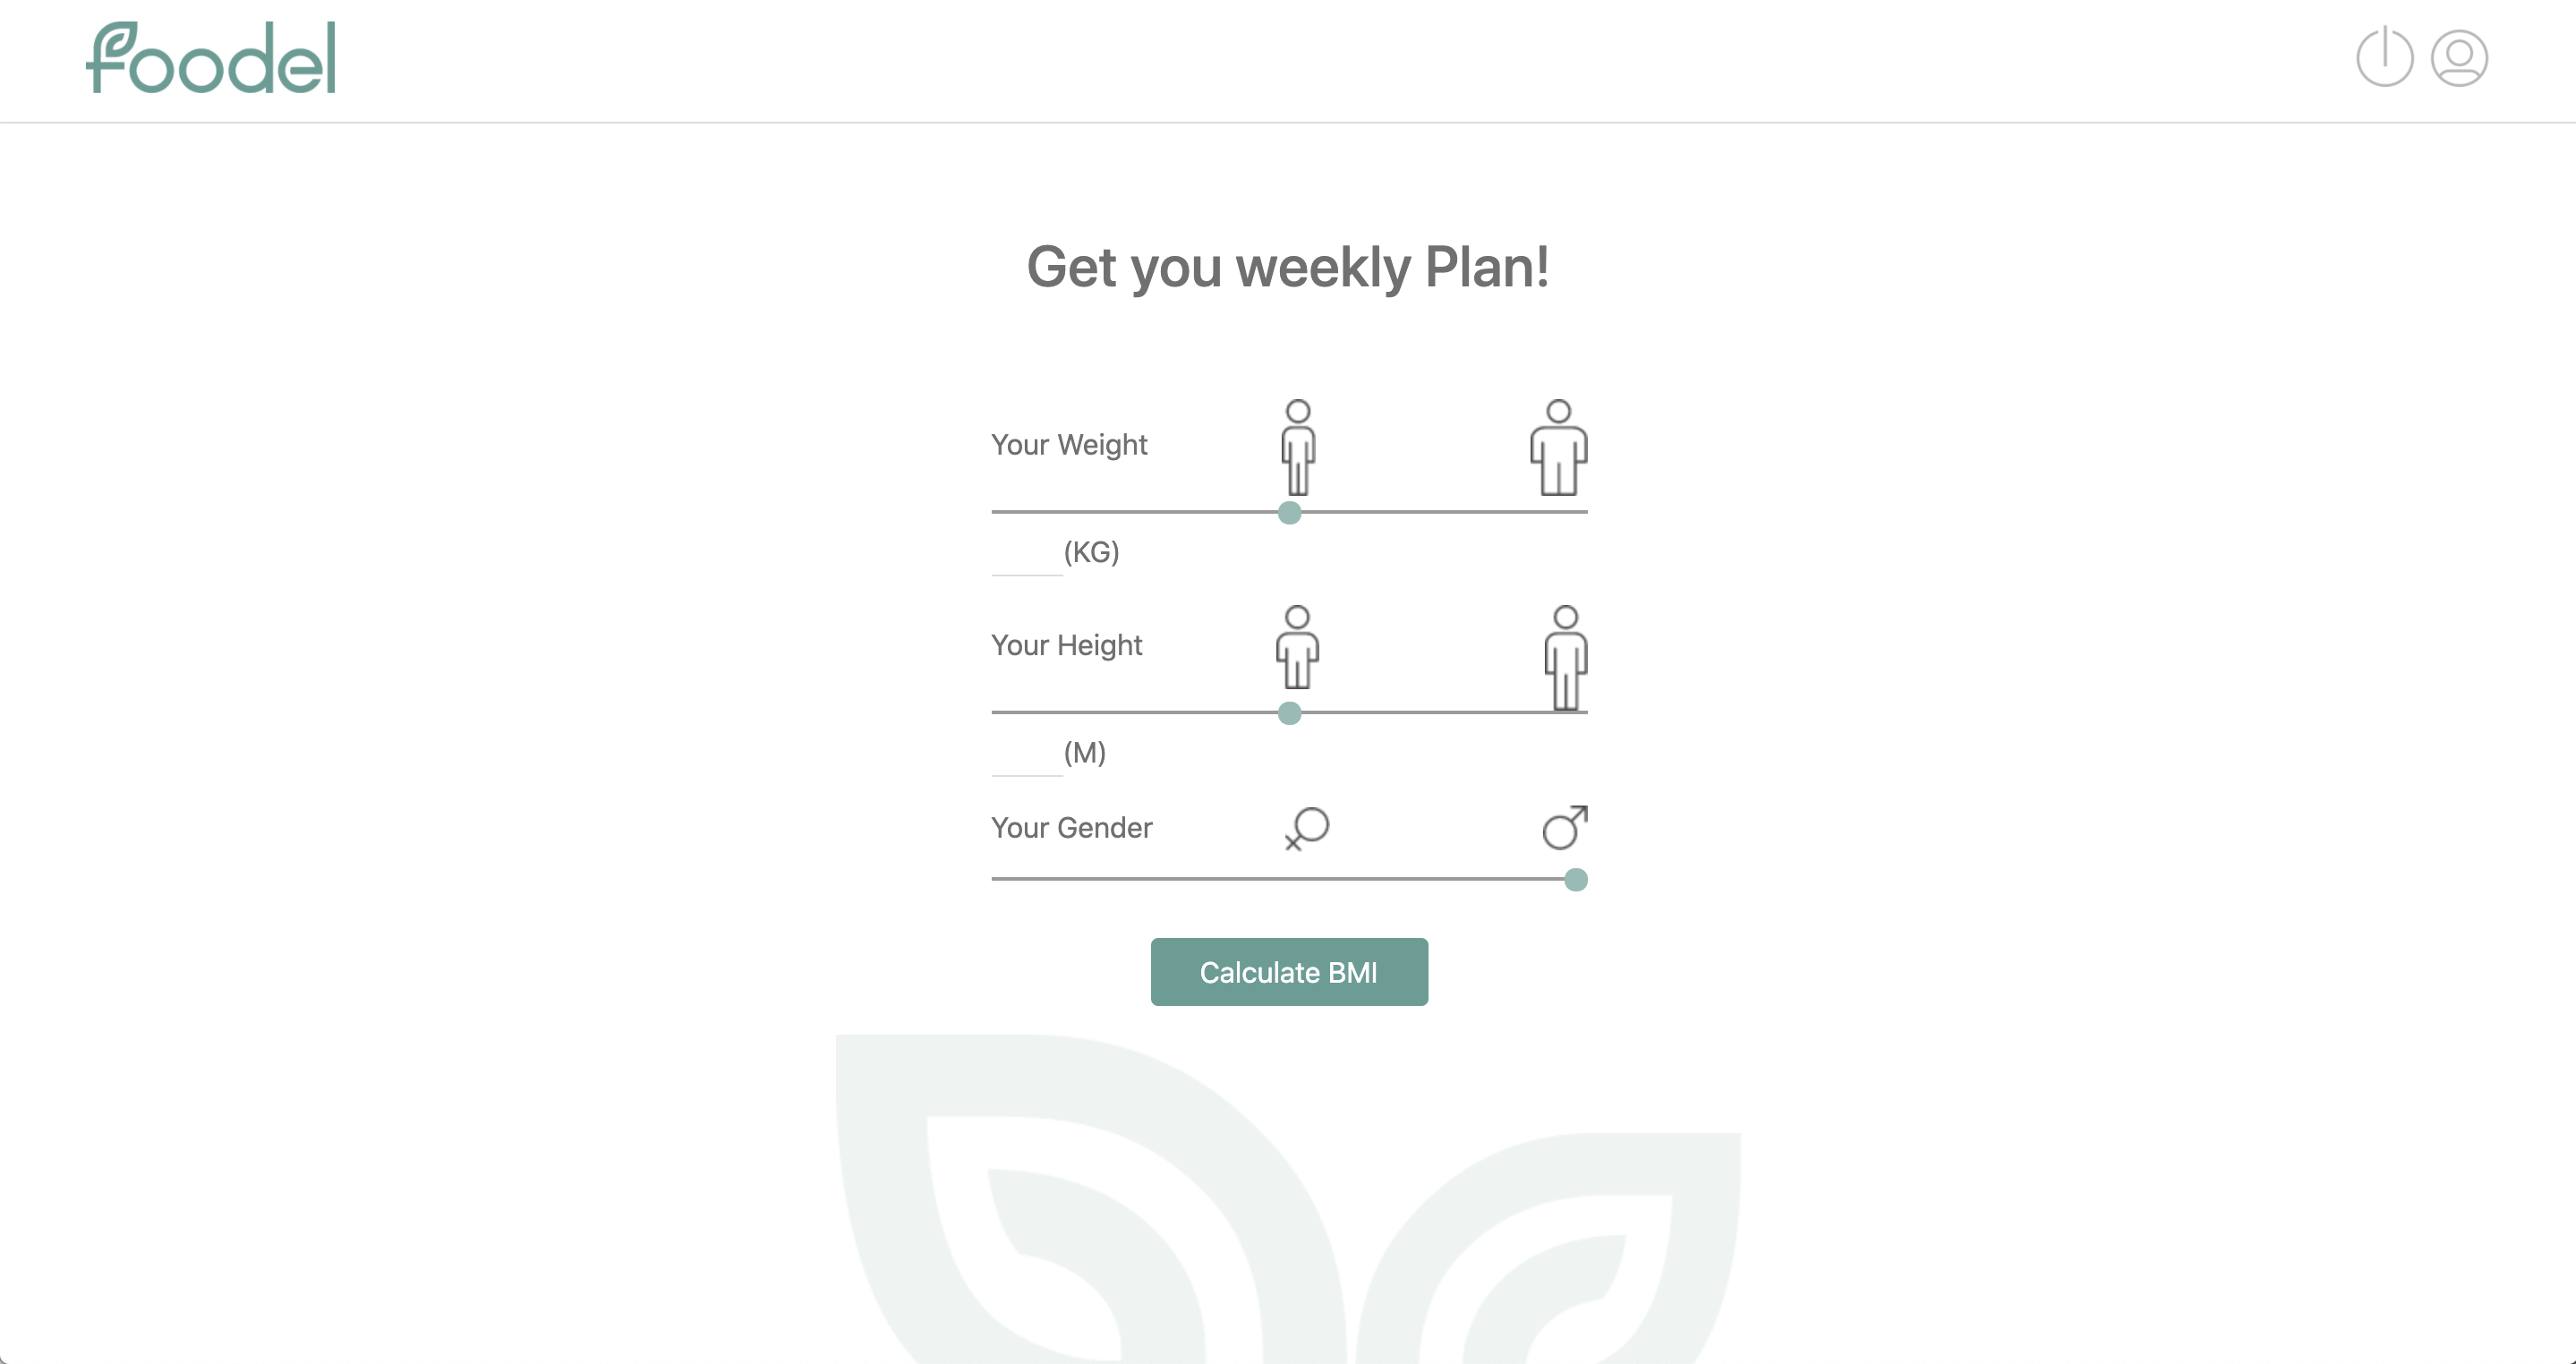 foodel
Get you weekly Plan!
Your Weight
(KG)
Your Height
(M)
Your Gender
Calculate BMI